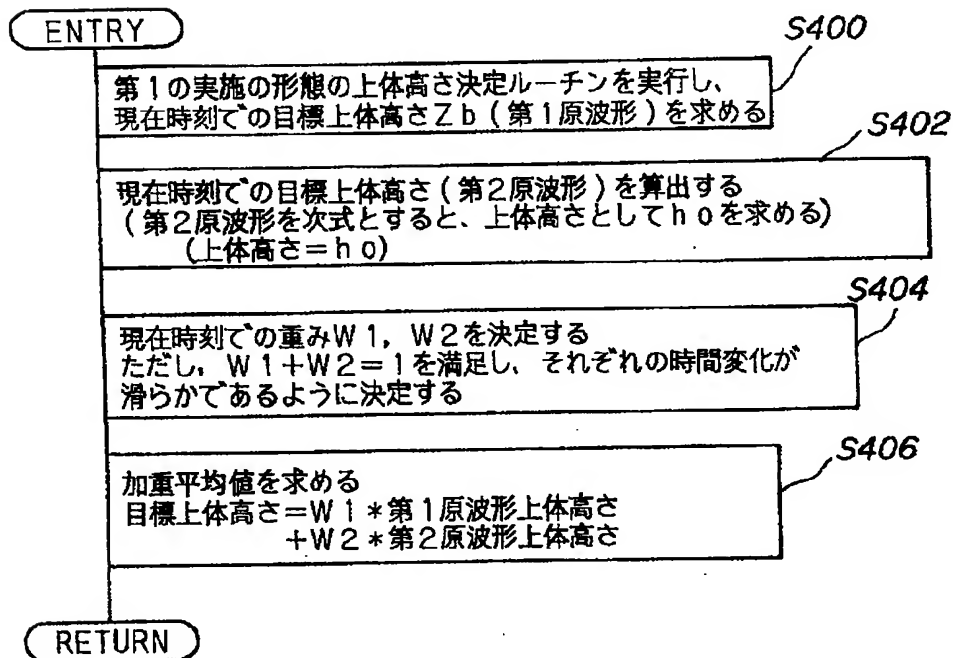 ENTRY
S400
第1の実施の形態の上体高さ決定ルーチンを実行し、
現在時刻での目標上体高さZb(第1原波形)を求める
S402
現在時刻での目標上体高さ(第2原波形)を算出する
(第2原波形を次式とすると、上体高さとしてhoを求める)
(上体高さ=ho)
S404
現在時刻での重みW1,W2を決定する
ただし,W1+W2=1を満足し、それぞれの時間変化が
滑らかであるように決定する
S406
加重平均値を求める
目標上体高さ=W1*第1原波形上体高さ
+W2*第2原波形上体高さ
RETURN